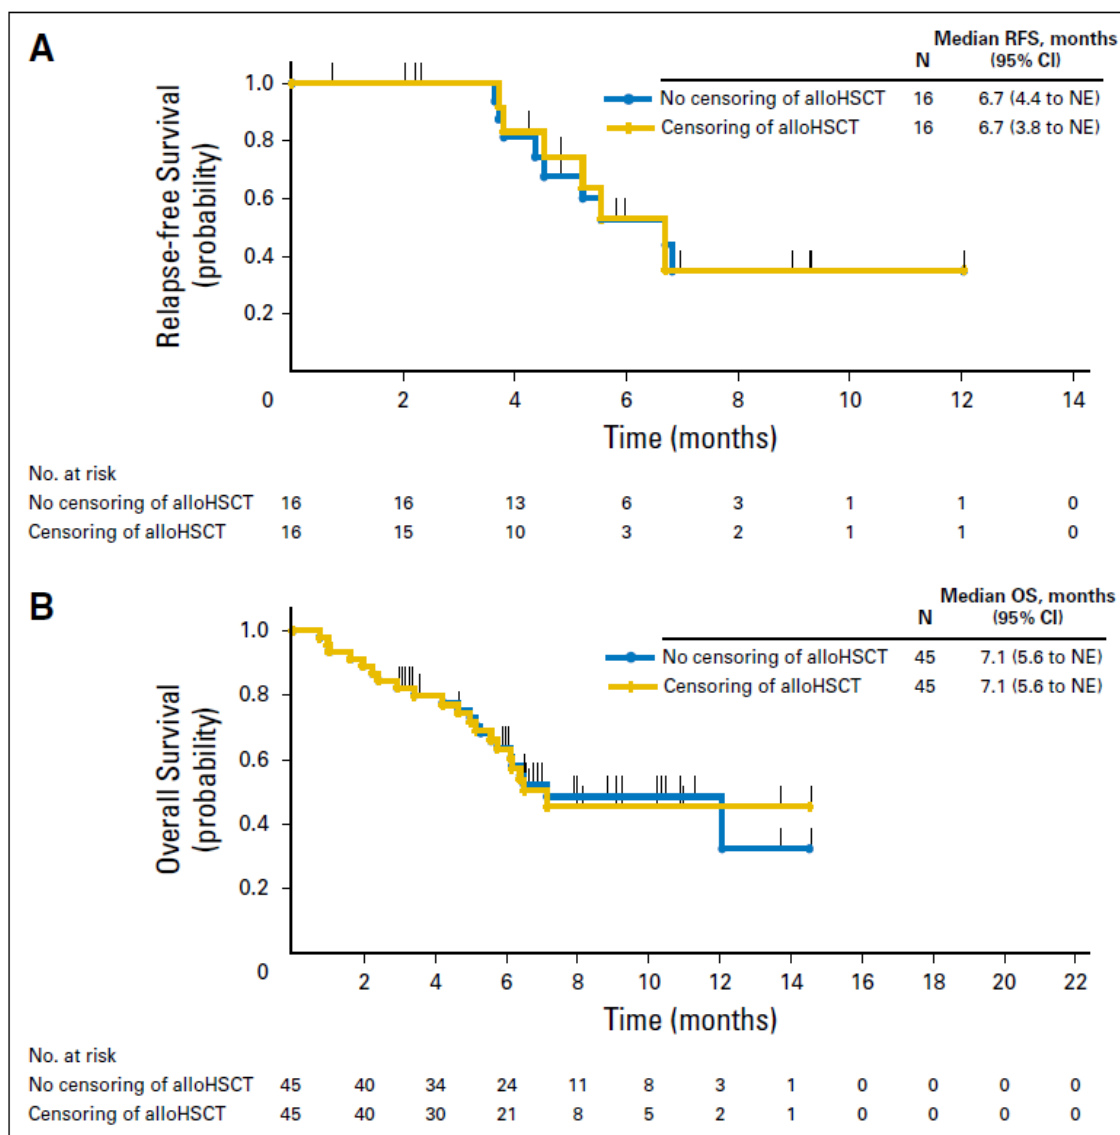 A
Median RFS, months
N (95% CI)
No censoring of alloHSCT 16 6.7 (4.4 to NE)
Censoring of alloHSCT 16 6.7 (3.8 to NE)
Relapse-free Survival
(probability)
1.0
0.8
0.6
0.4
0.2
0 2 4 6 8 10 12 14
Time (months)
No. at risk
No censoring of alloHSCT 16 16 13 6 3 1 1 0
Censoring of alloHSCT 16 15 10 3 2 1 1 0
B
Median OS, months
N (95% CI)
No censoring of alloHSCT 45 7.1 (5.6 to NE)
Censoring of alloHSCT 45 7.1 (5.6 to NE)
Overall Survival
(probability)
1.0
0.8
0.6
0.4
0.2
0 2 4 6 8 10 12 14 16 18 20 22
Time (months)
No. at risk
No censoring of alloHSCT 45 40 34 24 11 8 3 1 0 0 0 0
Censoring of alloHSCT 45 40 30 21 8 5 2 1 0 0 0 0